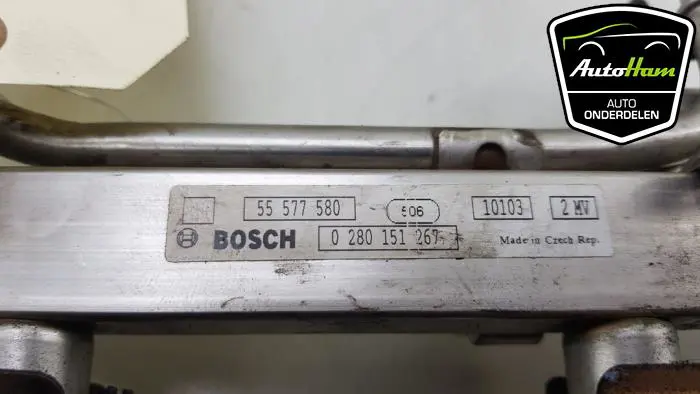 AutoHam
AUTO
ONDERDELEN
55 577 580
506
10103
2 MV
BOSCH
0 280 151 267
Made in Czech Rep.